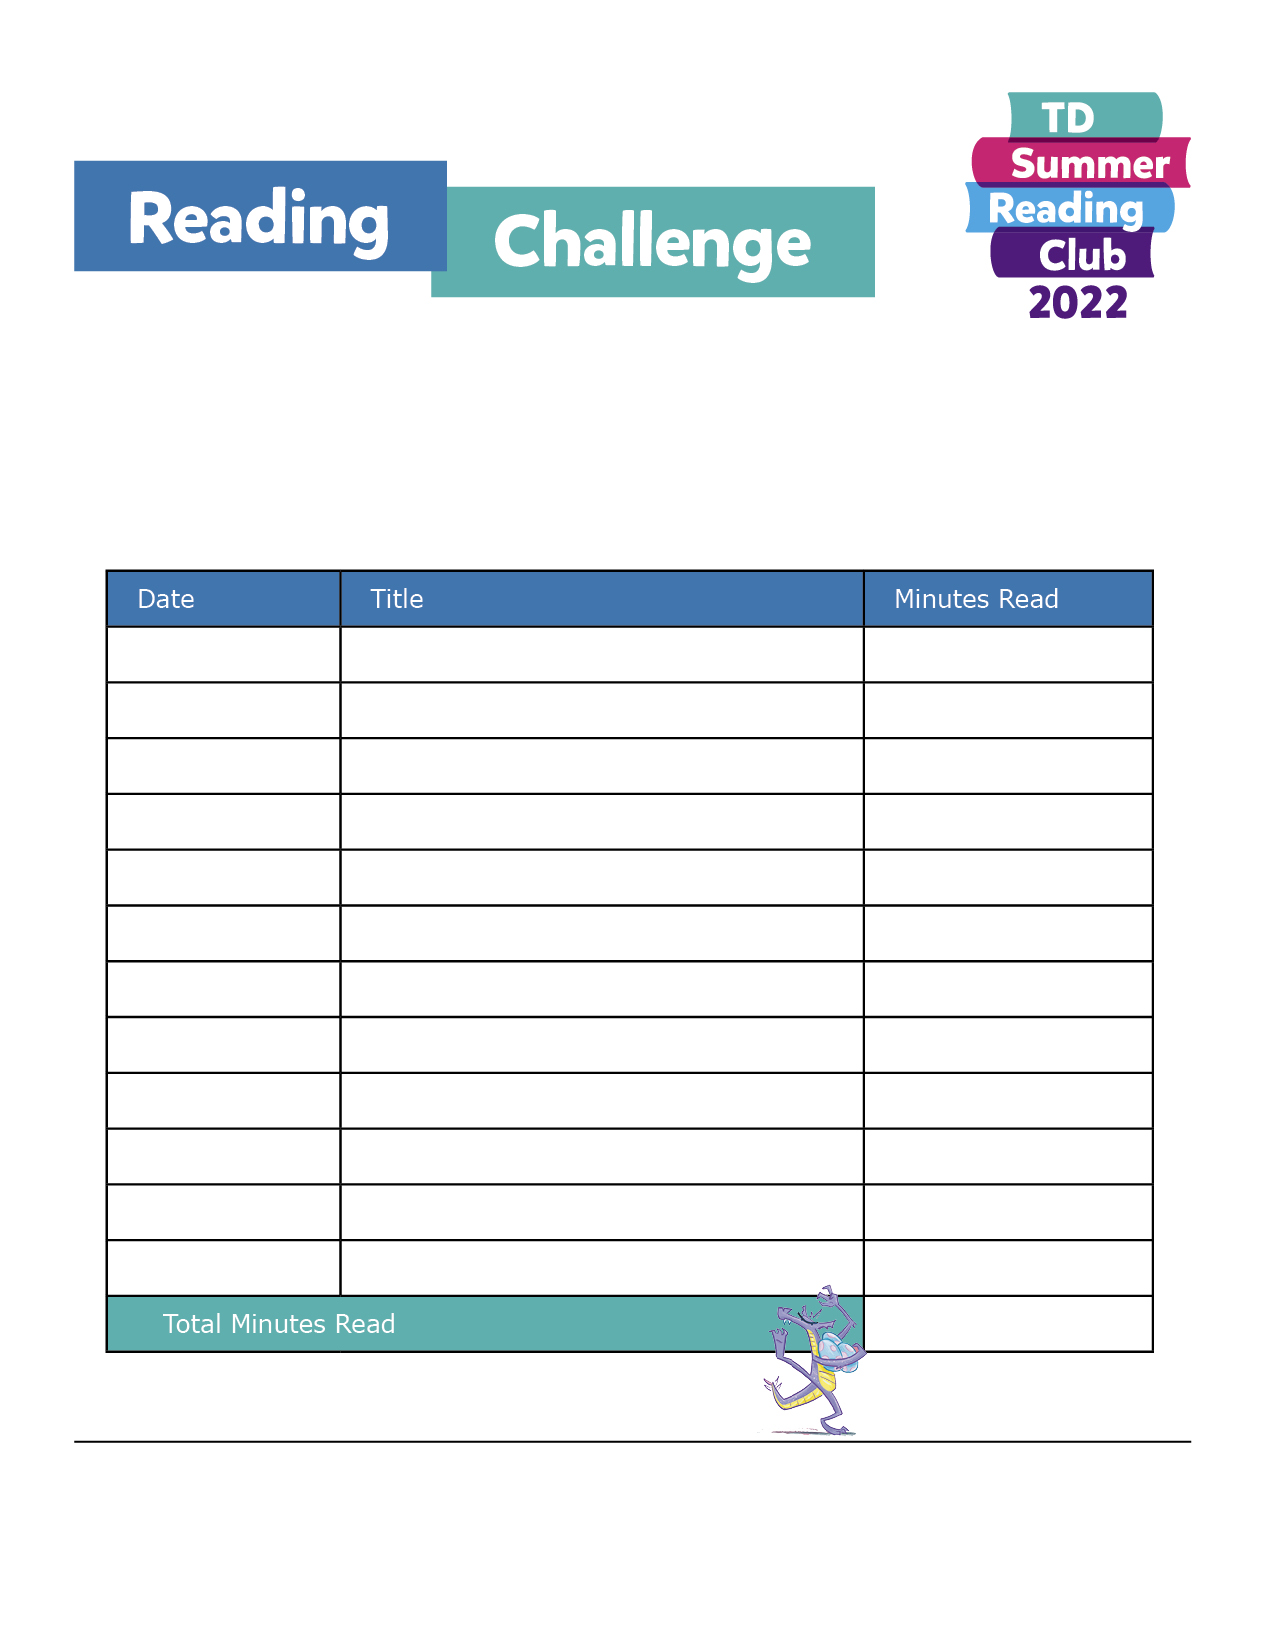 Reading
Challenge
TD
Summer
Reading
Club
2022
Date Title Minutes Read
Total Minutes Read